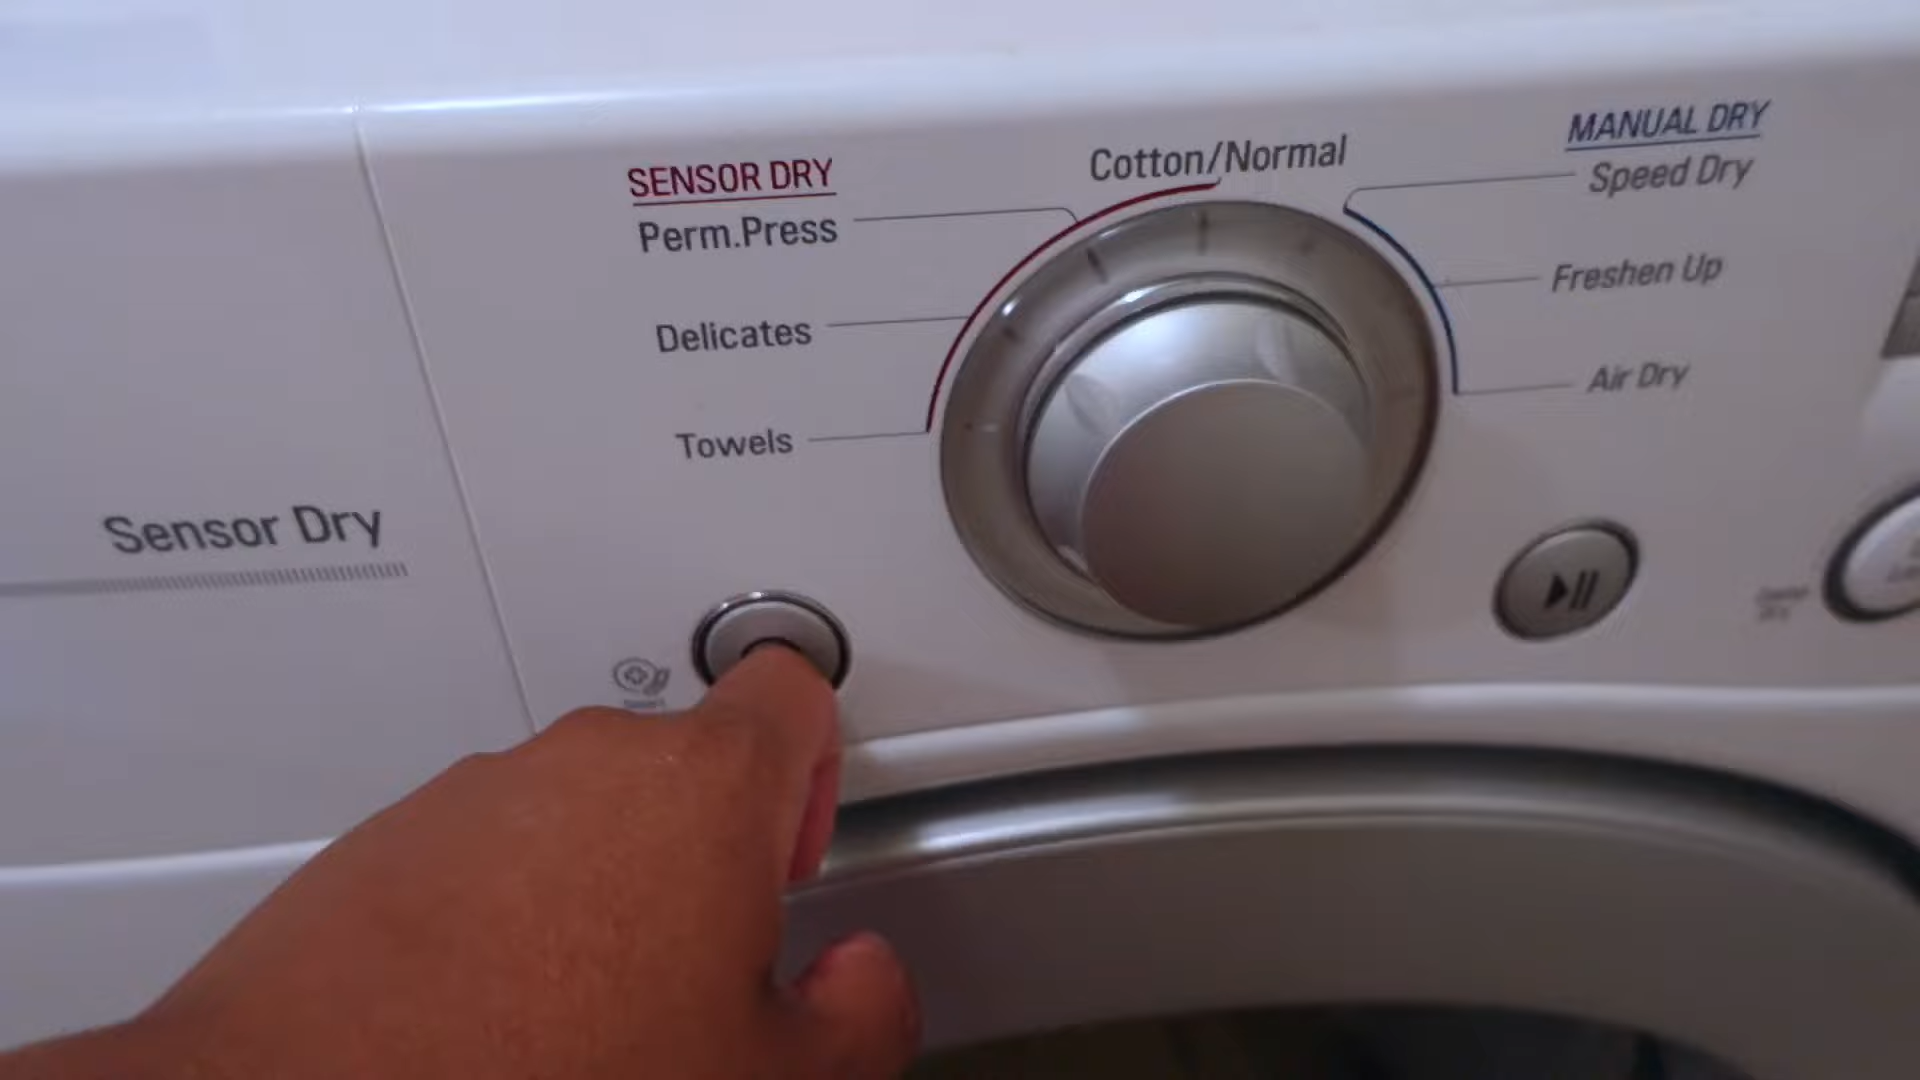 SENSOR DRY
Perm.Press
Delicates
Towels
Cotton/Normal
MANUAL DRY
Speed Dry
Freshen Up
Air Dry
Sensor Dry